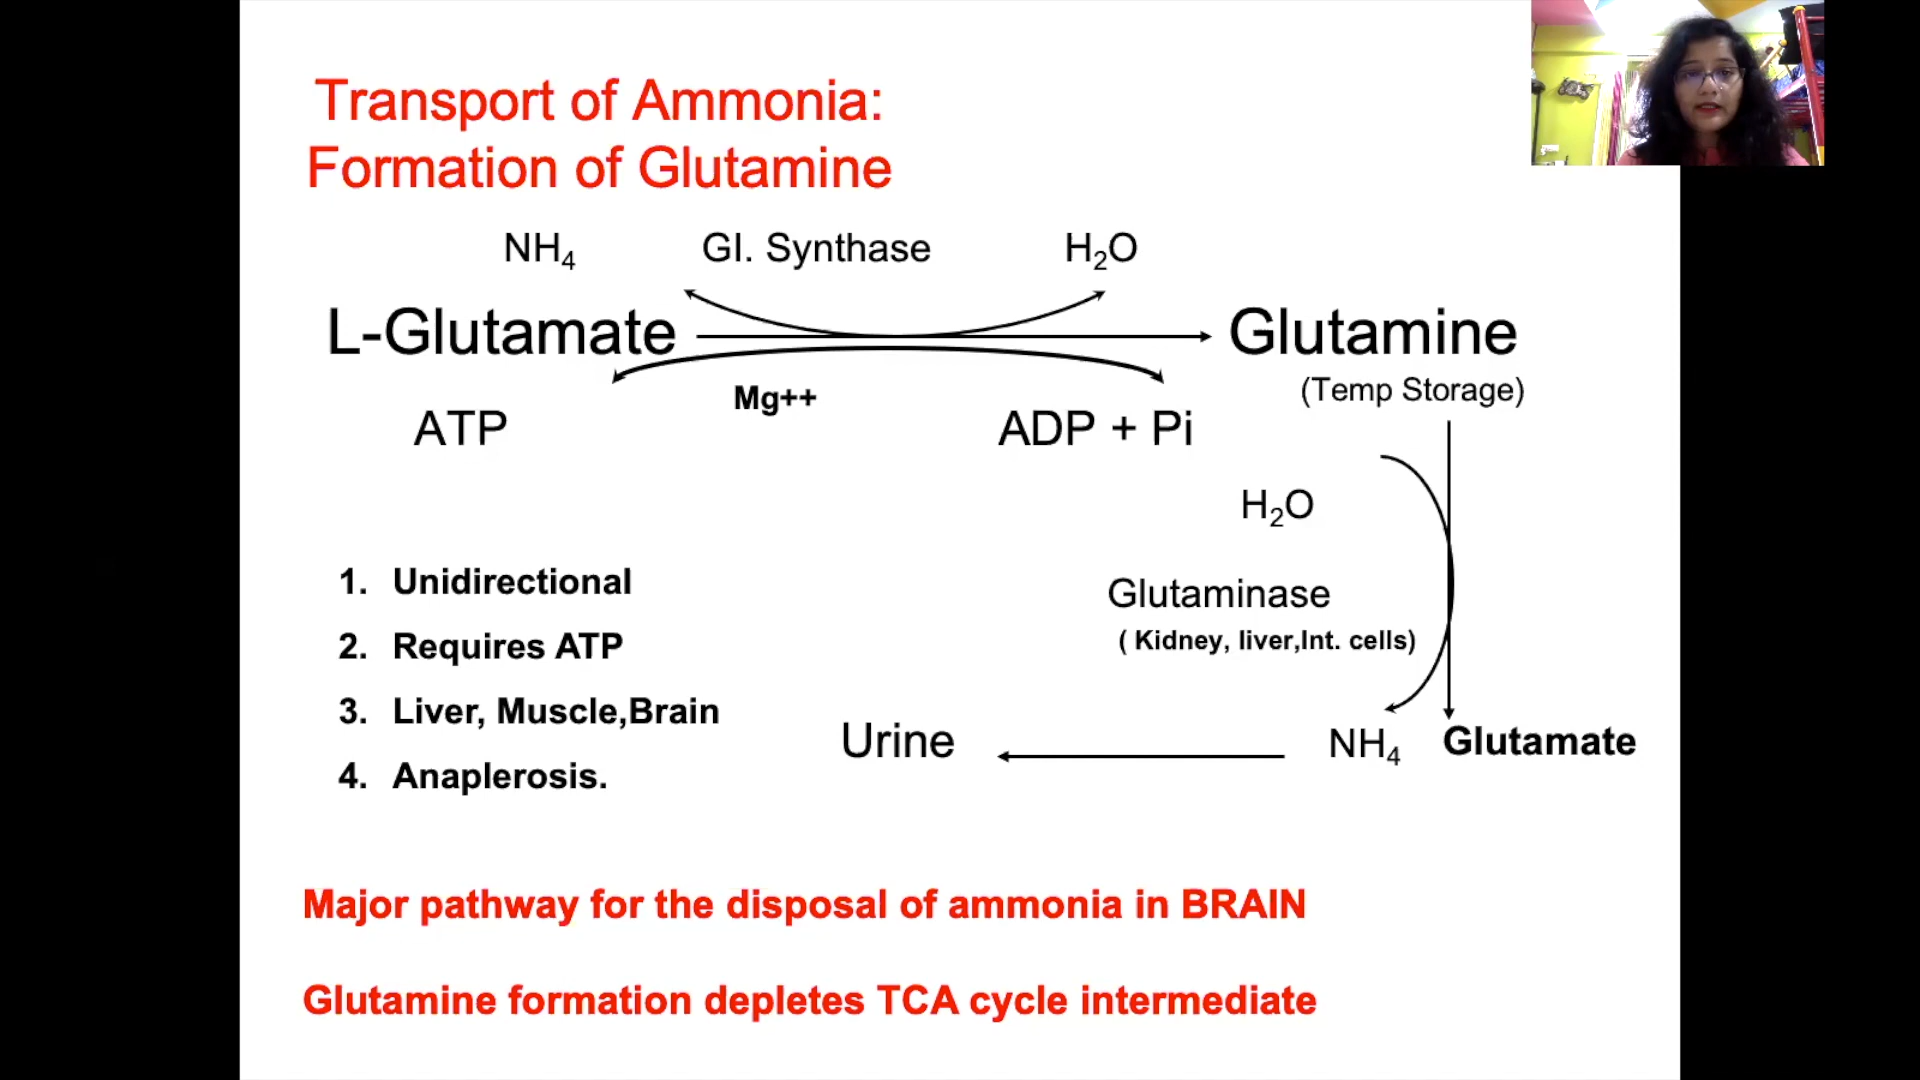 Transport of Ammonia:
Formation of Glutamine
NH4 Gl. Synthase H2O
L-Glutamate Glutamine
Mg++ (Temp Storage)
ATP ADP + Pi
H2O
Glutaminase
( Kidney, liver,Int. cells)
1. Unidirectional
2. Requires ATP
3. Liver, Muscle,Brain
4. Anaplerosis.
Urine NH4 Glutamate
Major pathway for the disposal of ammonia in BRAIN
Glutamine formation depletes TCA cycle intermediate